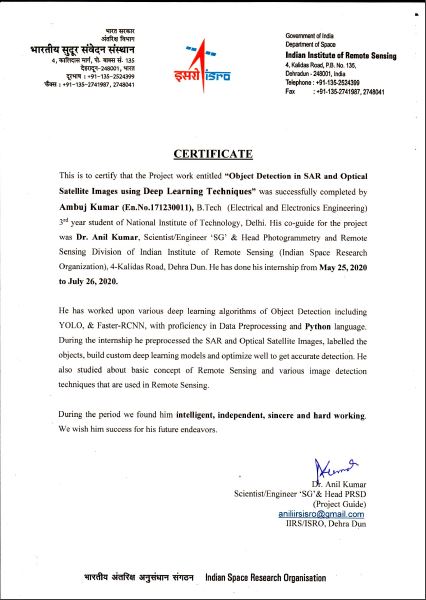 भारत सरकार
अंतरिक्ष विभाग
भारतीय सुदूर संवेदन संस्थान
4, कालिदास मार्ग, पो. बाक्स सं. 135
देहरादून-248001, भारत
दूरभाष : +91-135-2524399
फैक्स : +91-135-2741987, 2748041
इसरो isro
Government of India
Department of Space
Indian Institute of Remote Sensing
4, Kalidas Road, P.B. No. 135,
Dehradun - 248001, India
Telephone : +91-135-2524399
Fax : +91-135-2741987, 2748041
CERTIFICATE
This is to certify that the Project work entitled “Object Detection in SAR and Optical
Satellite Images using Deep Learning Techniques” was successfully completed by
Ambuj Kumar (En.No.171230011), B.Tech (Electrical and Electronics Engineering)
3rd year student of National Institute of Technology, Delhi. His co-guide for the project
was Dr. Anil Kumar, Scientist/Engineer ‘SG’ & Head Photogrammetry and Remote
Sensing Division of Indian Institute of Remote Sensing (Indian Space Research
Organization), 4-Kalidas Road, Dehra Dun. He has done his internship from May 25, 2020
to July 26, 2020.
He has worked upon various deep learning algorithms of Object Detection including
YOLO, & Faster-RCNN, with proficiency in Data Preprocessing and Python language.
During the internship he preprocessed the SAR and Optical Satellite Images, labelled the
objects, build custom deep learning models and optimize well to get accurate detection. He
also studied about basic concept of Remote Sensing and various image detection
techniques that are used in Remote Sensing.
During the period we found him intelligent, independent, sincere and hard working.
We wish him success for his future endeavors.
Dr. Anil Kumar
Scientist/Engineer ‘SG’& Head PRSD
(Project Guide)
aniliirsisro@gmail.com
IIRS/ISRO, Dehra Dun
भारतीय अंतरिक्ष अनुसंधान संगठन Indian Space Research Organisation